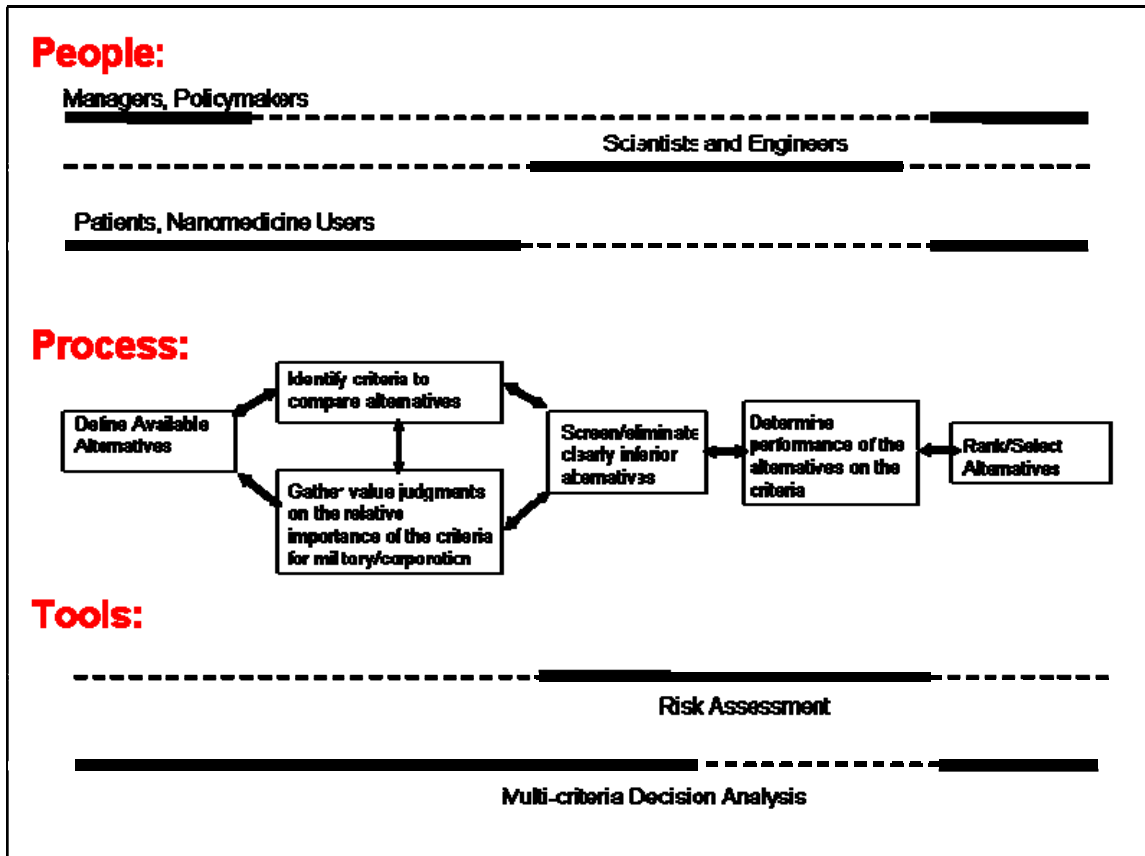 People:
Managers, Policymakers
Scientists and Engineers
Patients, Nanomedicine Users
Process:
Define Available
Alternatives
Identify criteria to
compare alternatives
Gather value judgments
on the relative
importance of the criteria
for military/corporation
Screen/eliminate
clearly inferior
alternatives
Determine
performance of the
alternatives on the
criteria
Rank/Select
Alternatives
Tools:
Risk Assessment
Multi-criteria Decision Analysis